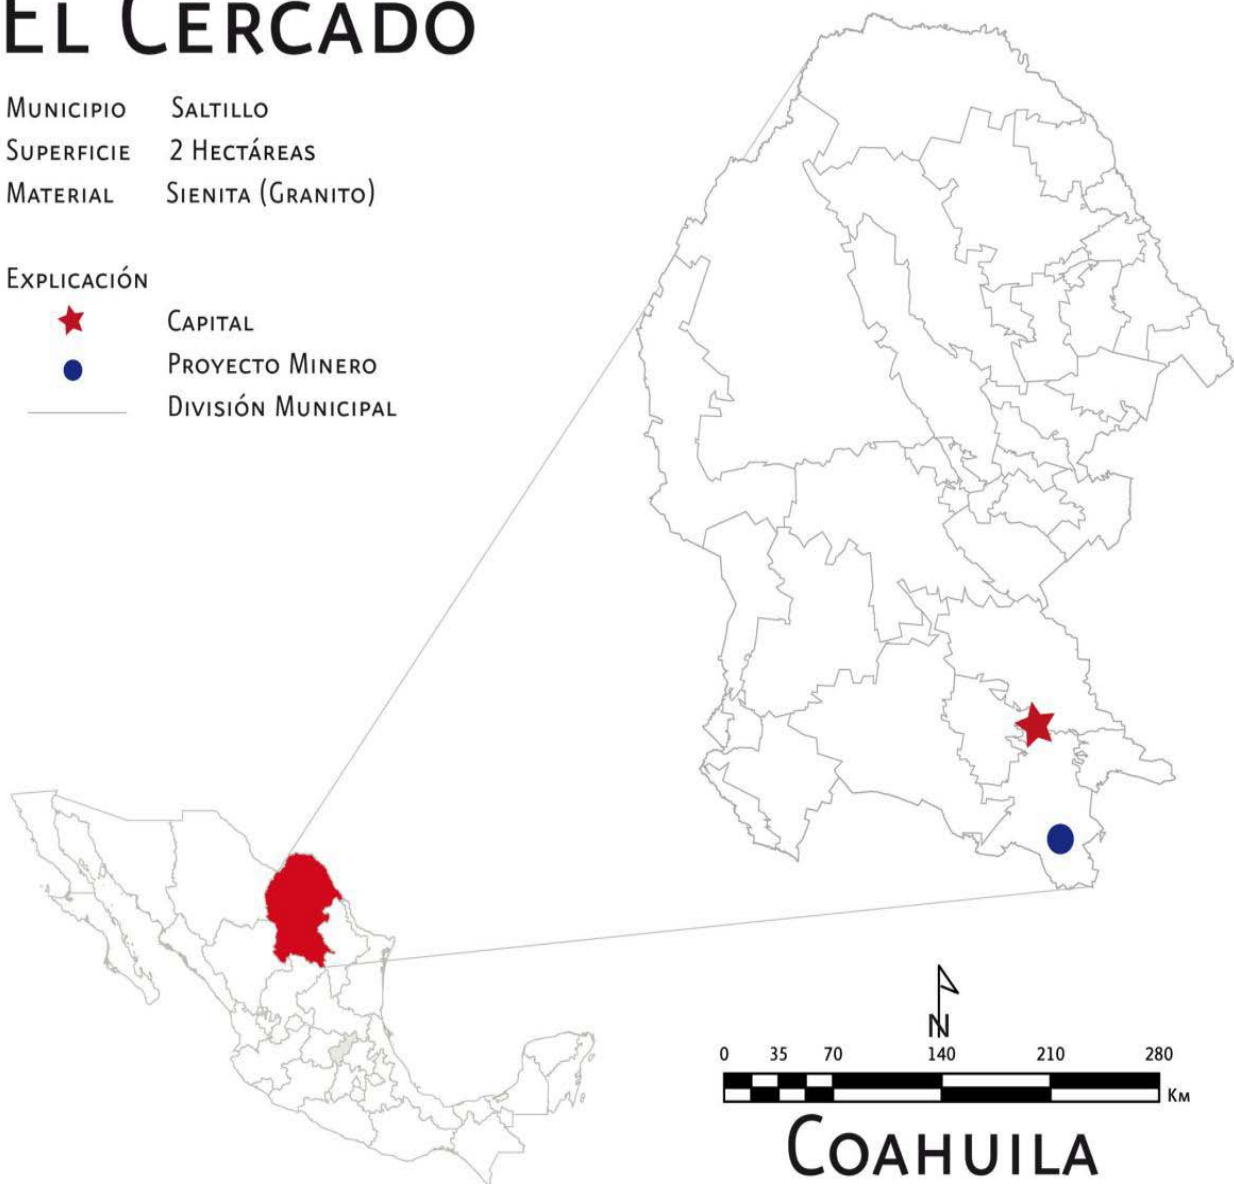 El Cercado
Municipio Saltillo
Superficie 2 Hectáreas
Material Sienita (Granito)
Explicación
Capital
Proyecto Minero
División Municipal
N
0 35 70 140 210 280
Km
Coahuila